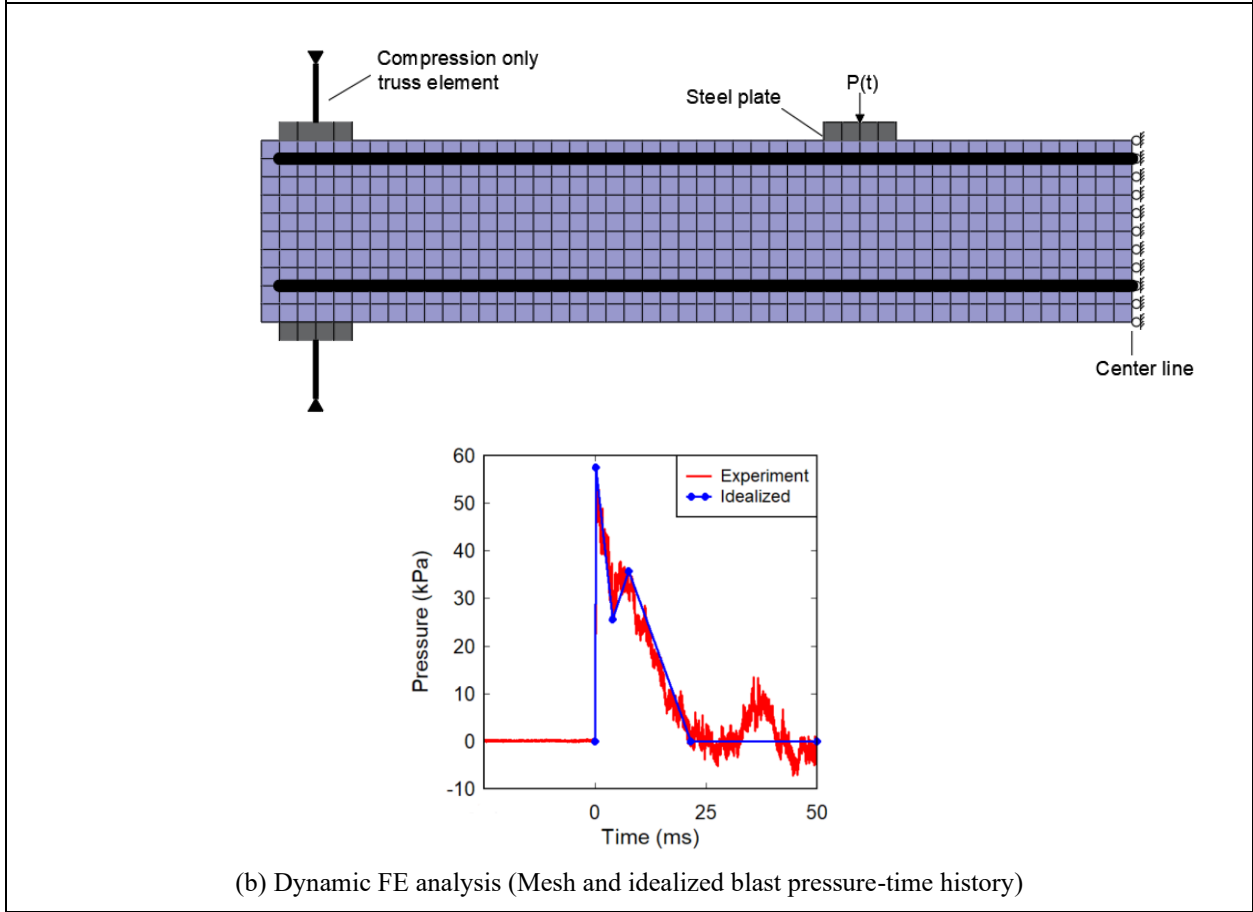 Compression only
truss element
Steel plate
P(t)
Center line
60
50
40
30
20
10
0
-10
Pressure (kPa)
Experiment
Idealized
0
25
50
Time (ms)
(b) Dynamic FE analysis (Mesh and idealized blast pressure-time history)